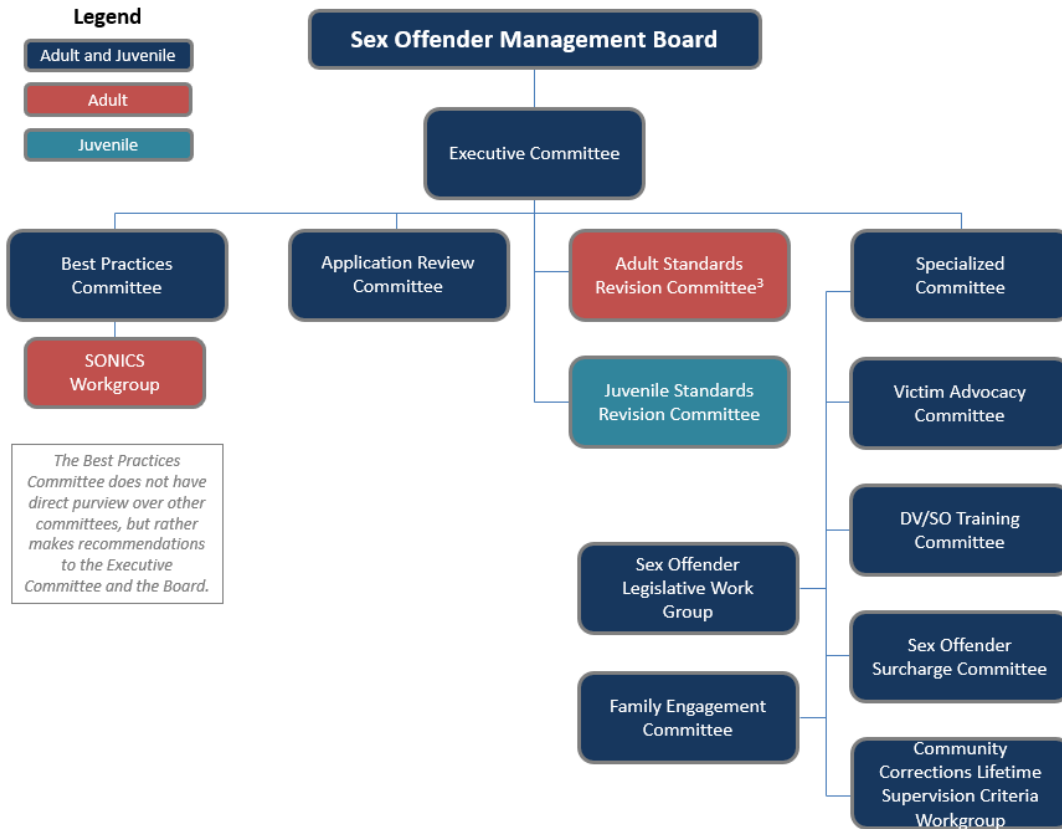 Legend
Adult and Juvenile
Adult
Juvenile
Sex Offender Management Board
Executive Committee
Best Practices
Committee
Application Review
Committee
Adult Standards
Revision Committee³
Specialized
Committee
SONICS
Workgroup
Juvenile Standards
Revision Committee
Victim Advocacy
Committee
The Best Practices
Committee does not have
direct purview over other
committees, but rather
makes recommendations
to the Executive
Committee and the Board.
DV/SO Training
Committee
Sex Offender
Legislative Work
Group
Sex Offender
Surcharge Committee
Family Engagement
Committee
Community
Corrections Lifetime
Supervision Criteria
Workgroup